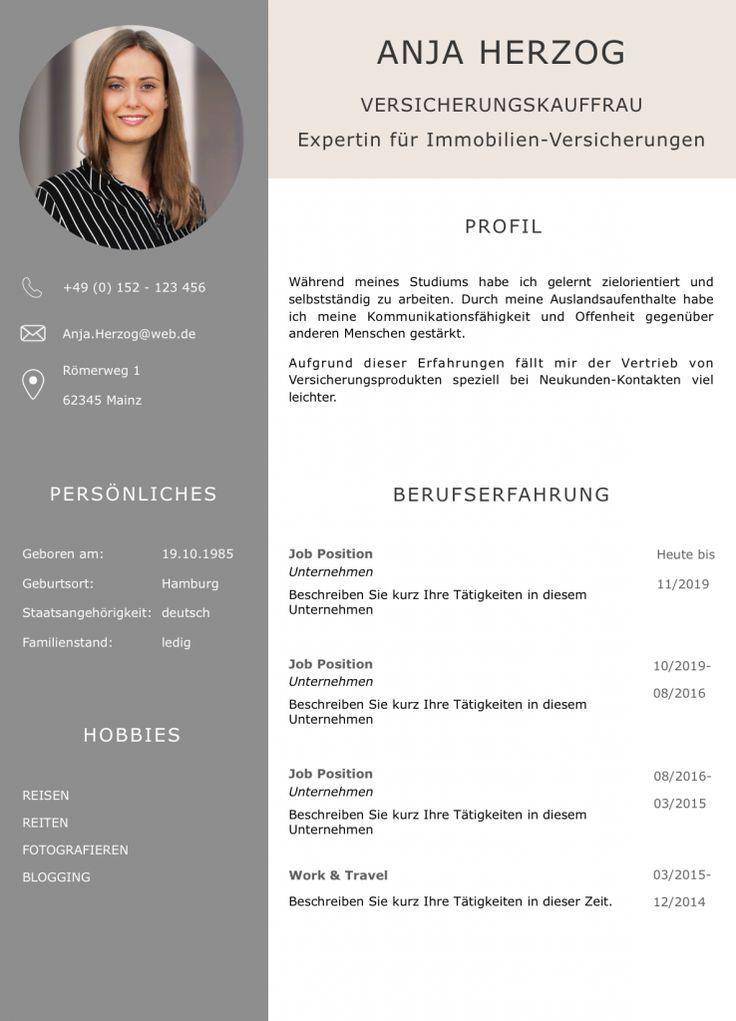 ANJA HERZOG
VERSICHERUNGSKAUFFRAU
Expertin für Immobilien-Versicherungen
+49 (0) 152 - 123 456
Anja.Herzog@web.de
Römerweg 1
62345 Mainz
PERSÖNLICHES
Geboren am: 19.10.1985
Geburtsort: Hamburg
Staatsangehörigkeit: deutsch
Familienstand: ledig
HOBBIES
REISEN
REITEN
FOTOGRAFIEREN
BLOGGING
PROFIL
Während meines Studiums habe ich gelernt zielorientiert und
selbstständig zu arbeiten. Durch meine Auslandsaufenthalte habe
ich meine Kommunikationsfähigkeit und Offenheit gegenüber
anderen Menschen gestärkt.
Aufgrund dieser Erfahrungen fällt mir der Vertrieb von
Versicherungsprodukten speziell bei Neukunden-Kontakten viel
leichter.
BERUFSERFAHRUNG
Job Position Heute bis
Unternehmen 11/2019
Beschreiben Sie kurz Ihre Tätigkeiten in diesem
Unternehmen
Job Position 10/2019-
Unternehmen 08/2016
Beschreiben Sie kurz Ihre Tätigkeiten in diesem
Unternehmen
Job Position 08/2016-
Unternehmen 03/2015
Beschreiben Sie kurz Ihre Tätigkeiten in diesem
Unternehmen
Work & Travel 03/2015-
Beschreiben Sie kurz Ihre Tätigkeiten in dieser Zeit. 12/2014